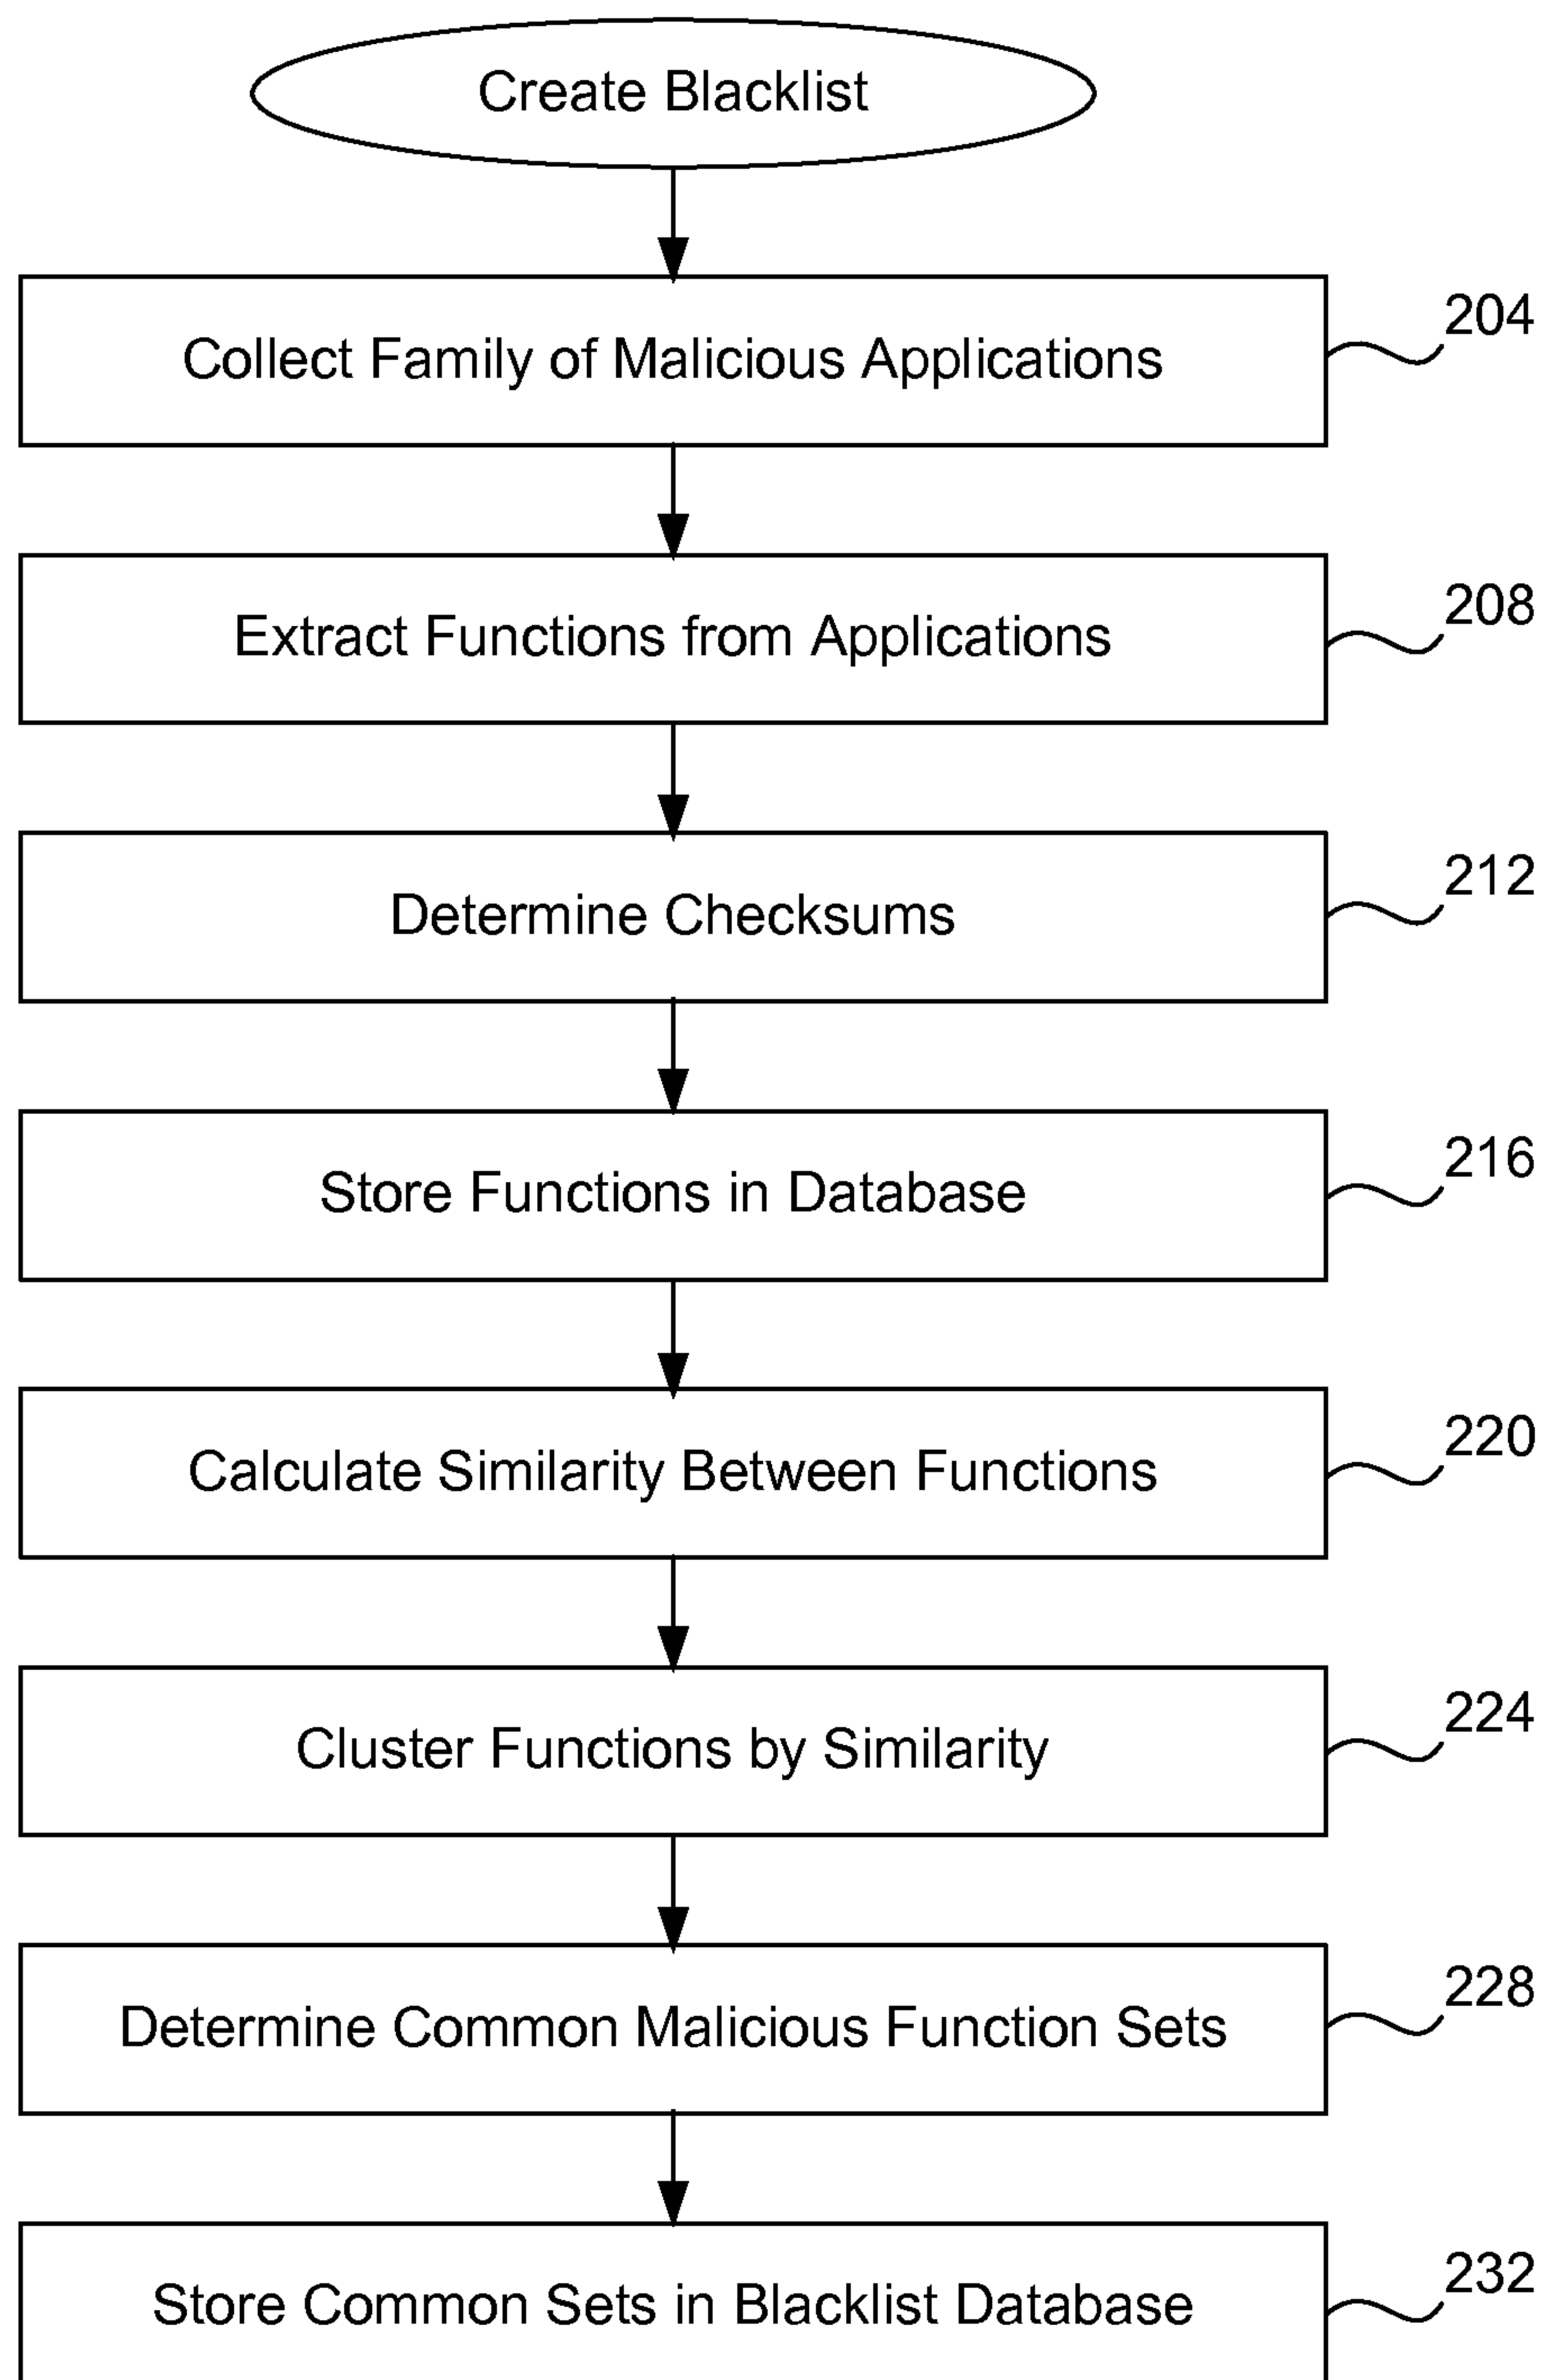 Create Blacklist
Collect Family of Malicious Applications
204
Extract Functions from Applications
208
Determine Checksums
212
Store Functions in Database
216
Calculate Similarity Between Functions
220
Cluster Functions by Similarity
224
Determine Common Malicious Function Sets
228
Store Common Sets in Blacklist Database
232